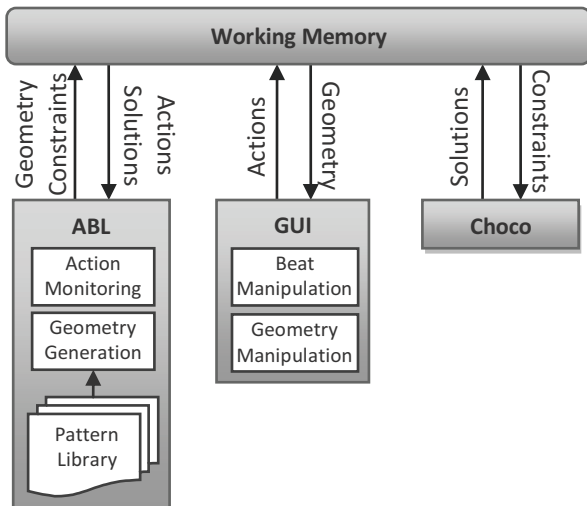 Working Memory
Geometry
Constraints
Solutions
Actions
Actions
Geometry
Solutions
Constraints
ABL
Action
Monitoring
Geometry
Generation
Pattern
Library
GUI
Beat
Manipulation
Geometry
Manipulation
Choco